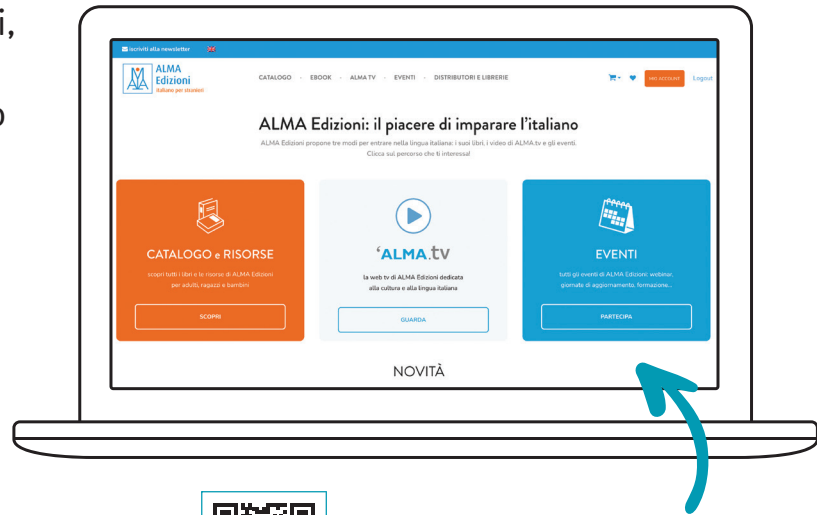 i,
o
iscriviti alla newsletter
ALMA
Edizioni
Italiano per stranieri
CATALOGO · EBOOK · ALMA TV · EVENTI · DISTRIBUTORI E LIBRERIE
MIO ACCOUNT
Logout
ALMA Edizioni: il piacere di imparare l'italiano
ALMA Edizioni propone tre modi per entrare nella lingua italiana: i suoi libri, i video di ALMA.tv e gli eventi.
Clicca sul percorso che ti interessa!
CATALOGO e RISORSE
scopri tutti i libri e le risorse di ALMA Edizioni
per adulti, ragazzi e bambini
SCOPRI
'ALMA.tv
la web tv di ALMA Edizioni dedicata
alla cultura e alla lingua italiana
GUARDA
EVENTI
tutti gli eventi di ALMA Edizioni: webinar,
giornate di aggiornamento, formazione...
PARTECIPA
NOVITÀ